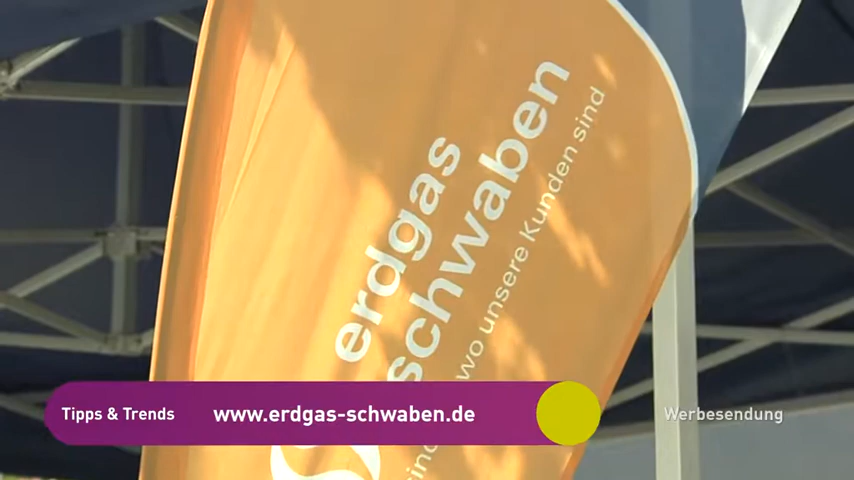 erdgas
schwaben
wo unsere Kunden sind
Tipps & Trends
www.erdgas-schwaben.de
Werbesendung